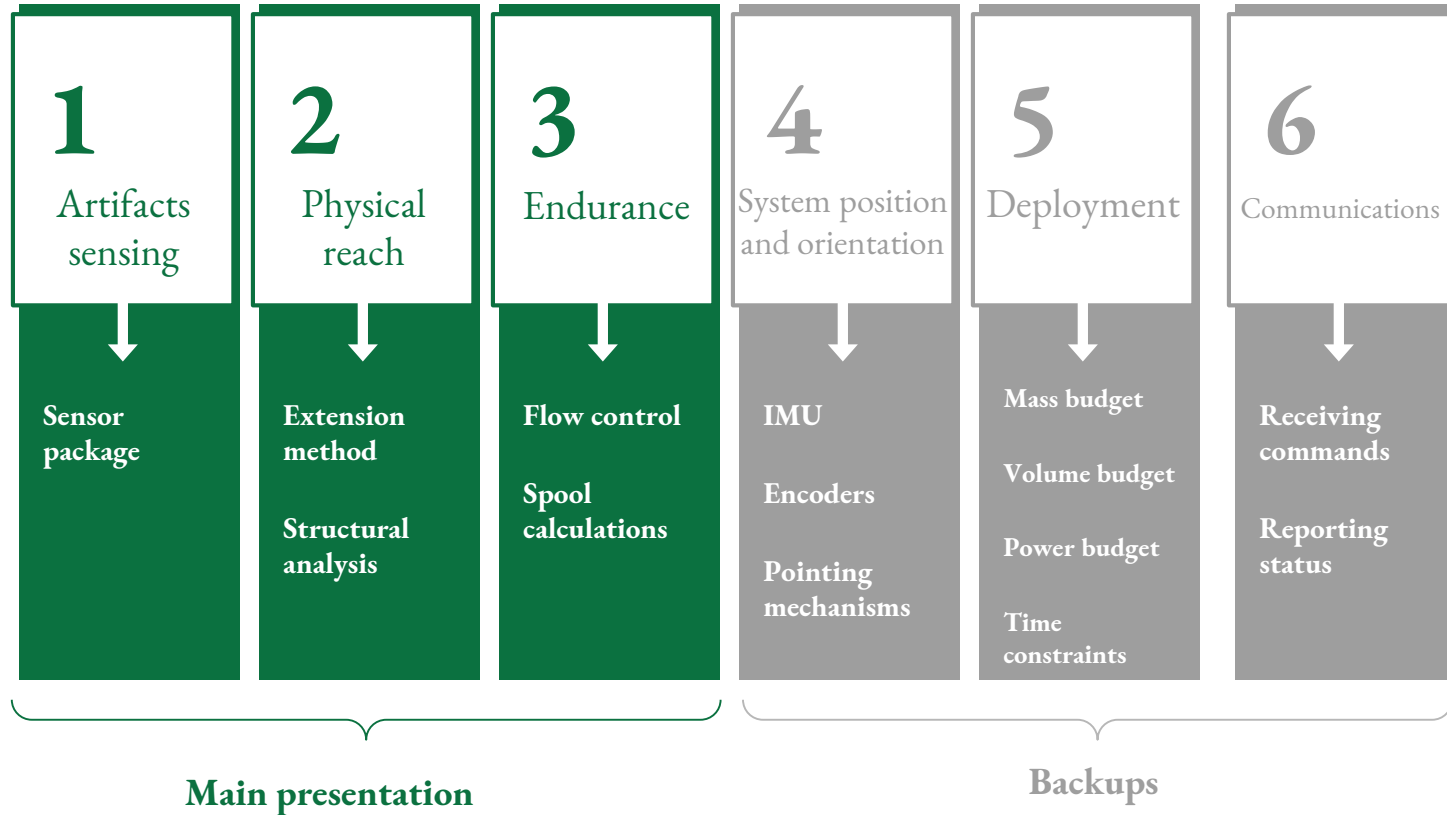 1
Artifacts
sensing
Sensor
package
2
Physical
reach
Extension
method
Structural
analysis
3
Endurance
Flow control
Spool
calculations
4
System position
and orientation
IMU
Encoders
Pointing
mechanisms
5
Deployment
Mass budget
Volume budget
Power budget
Time
constraints
6
Communications
Receiving
commands
Reporting
status
Main presentation
Backups